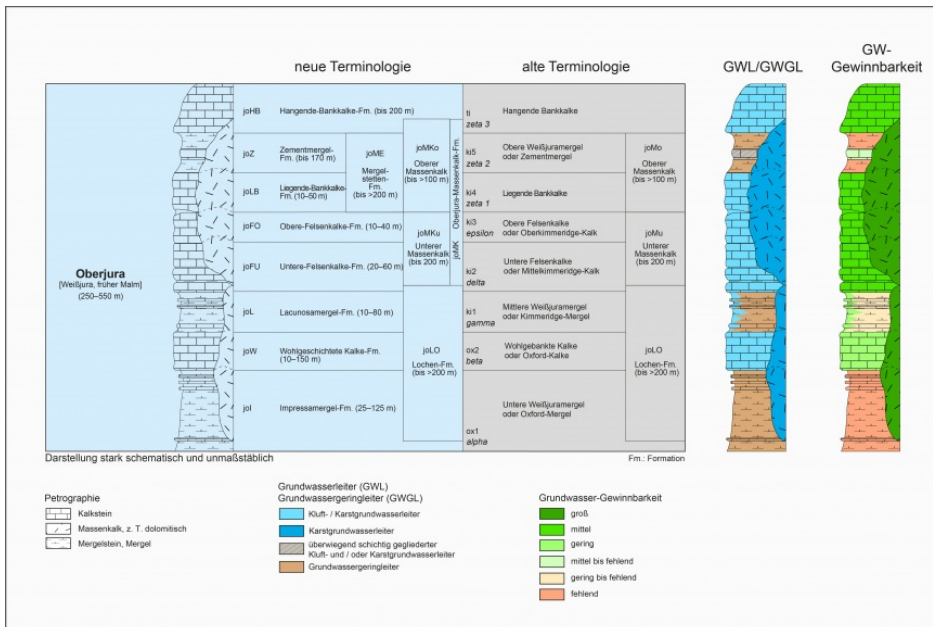 neue Terminologie
alte Terminologie
GWL/GWGL
GW-
Gewinnbarkeit
Oberjura
[Weißjura, früher Malm]
(250–550 m)
joHB
Hangende-Bankkalke-Fm. (bis 200 m)
joZ
Zementmergel-
Fm. (bis 170 m)
joLB
Liegende-Bankkalke-
Fm. (10–50 m)
joME
Mergel-
stetten-
Fm.
(bis >200 m)
joMKo
Oberer
Massenkalk
(bis >100 m)
joFO
Obere-Felsenkalke-Fm. (10–40 m)
joFU
Untere-Felsenkalke-Fm. (20–60 m)
joMKu
Unterer
Massenkalk
(bis 200 m)
joMK
Oberjura-Massenkalk-Fm.
joL
Lacunosamergel-Fm. (10–80 m)
joW
Wohlgeschichtete Kalke-Fm.
(10–150 m)
joI
Impressamergel-Fm. (25–125 m)
joLO
Lochen-Fm.
(bis >200 m)
ti
zeta 3
Hangende Bankkalke
ki5
zeta 2
Obere Weißjuramergel
oder Zementmergel
ki4
zeta 1
Liegende Bankkalke
joMo
Oberer
Massenkalk
(bis >100 m)
ki3
epsilon
Obere Felsenkalke
oder Oberkimmeridge-Kalk
ki2
delta
Untere Felsenkalke
oder Mittelkimmeridge-Kalk
joMu
Unterer
Massenkalk
(bis 200 m)
ki1
gamma
Mittlere Weißjuramergel
oder Kimmeridge-Mergel
ox2
beta
Wohlgebankte Kalke
oder Oxford-Kalke
ox1
alpha
Untere Weißjuramergel
oder Oxford-Mergel
joLO
Lochen-Fm.
(bis >200 m)
Darstellung stark schematisch und unmaßstäblich
Fm.: Formation
Petrographie
Kalkstein
Massenkalk, z. T. dolomitisch
Mergelstein, Mergel
Grundwasserleiter (GWL)
Grundwassergeringleiter (GWGL)
Kluft- / Karstgrundwasserleiter
Karstgrundwasserleiter
überwiegend schichtig gegliederter
Kluft- und / oder Karstgrundwasserleiter
Grundwassergeringleiter
Grundwasser-Gewinnbarkeit
groß
mittel
gering
mittel bis fehlend
gering bis fehlend
fehlend